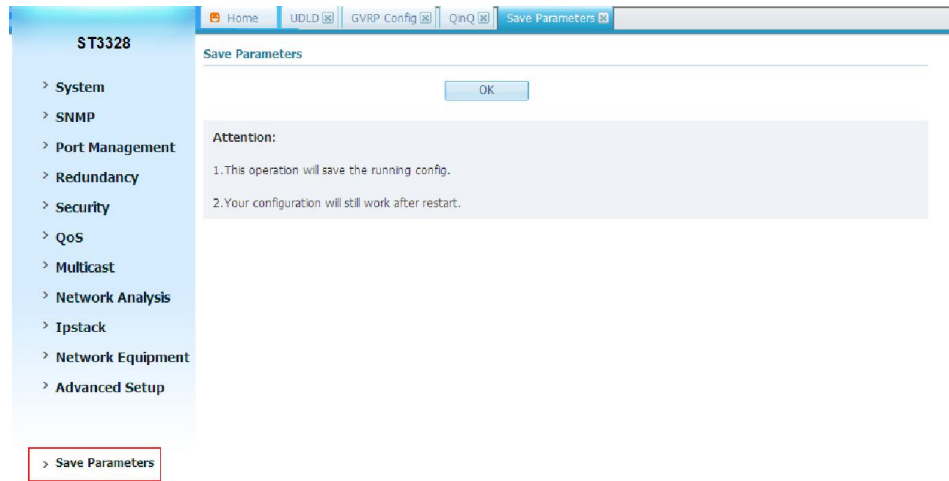 Home UDLD GVRP Config QinQ Save Parameters
ST3328
Save Parameters
OK
System
SNMP
Port Management
Redundancy
Security
QoS
Multicast
Network Analysis
Ipstack
Network Equipment
Advanced Setup
Save Parameters
Attention:
1.This operation will save the running config.
2.Your configuration will still work after restart.